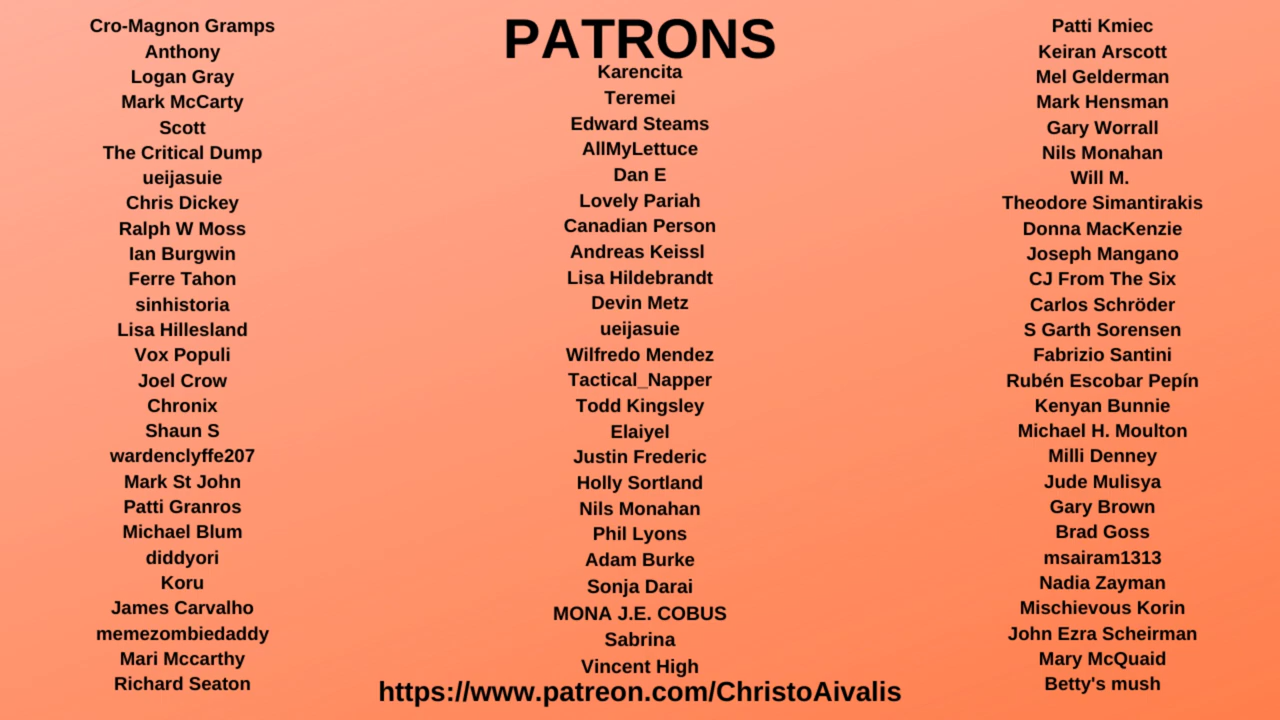 PATRONS
Cro-Magnon Gramps
Anthony
Logan Gray
Mark McCarty
Scott
The Critical Dump
ueijasuie
Chris Dickey
Ralph W Moss
Ian Burgwin
Ferre Tahon
sinhistoria
Lisa Hillesland
Vox Populi
Joel Crow
Chronix
Shaun S
wardenclyffe207
Mark St John
Patti Granros
Michael Blum
diddyori
Koru
James Carvalho
memezombiedaddy
Mari Mccarthy
Richard Seaton
Karencita
Teremei
Edward Steams
AllMyLettuce
Dan E
Lovely Pariah
Canadian Person
Andreas Keissl
Lisa Hildebrandt
Devin Metz
ueijasuie
Wilfredo Mendez
Tactical_Napper
Todd Kingsley
Elaiyel
Justin Frederic
Holly Sortland
Nils Monahan
Phil Lyons
Adam Burke
Sonja Darai
MONA J.E. COBUS
Sabrina
Vincent High
Patti Kmiec
Keiran Arscott
Mel Gelderman
Mark Hensman
Gary Worrall
Nils Monahan
Will M.
Theodore Simantirakis
Donna MacKenzie
Joseph Mangano
CJ From The Six
Carlos Schröder
S Garth Sorensen
Fabrizio Santini
Rubén Escobar Pepín
Kenyan Bunnie
Michael H. Moulton
Milli Denney
Jude Mulisya
Gary Brown
Brad Goss
msairam1313
Nadia Zayman
Mischievous Korin
John Ezra Scheirman
Mary McQuaid
Betty's mush
https://www.patreon.com/ChristoAivalis